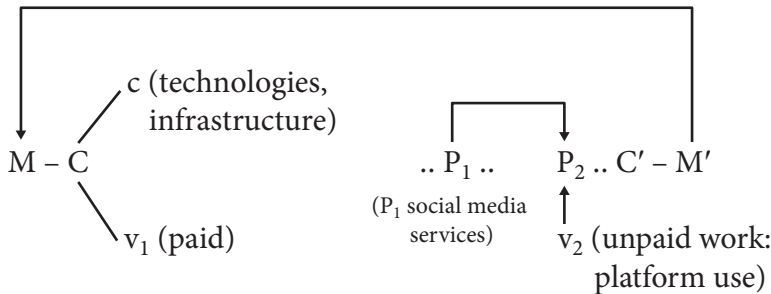 c (technologies,
infrastructure)
M – C .. P₁ .. P₂ .. C′ – M′
(P₁ social media
services)
v₁ (paid) v₂ (unpaid work:
platform use)